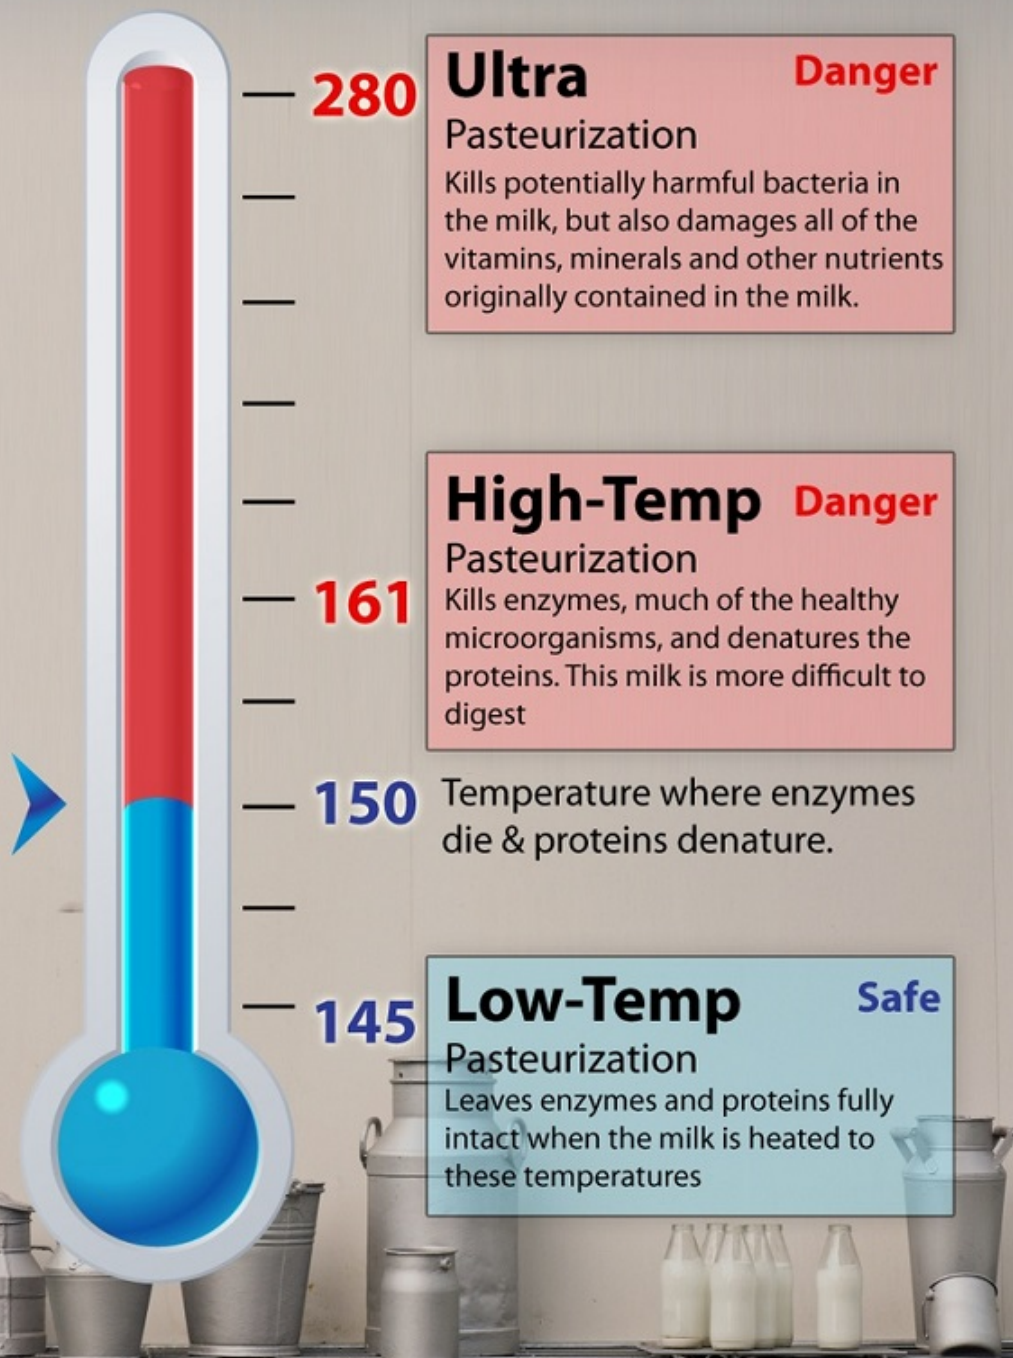 280
Ultra Danger
Pasteurization
Kills potentially harmful bacteria in
the milk, but also damages all of the
vitamins, minerals and other nutrients
originally contained in the milk.
High-Temp Danger
Pasteurization
161
Kills enzymes, much of the healthy
microorganisms, and denatures the
proteins. This milk is more difficult to
digest
150
Temperature where enzymes
die & proteins denature.
145
Low-Temp Safe
Pasteurization
Leaves enzymes and proteins fully
intact when the milk is heated to
these temperatures